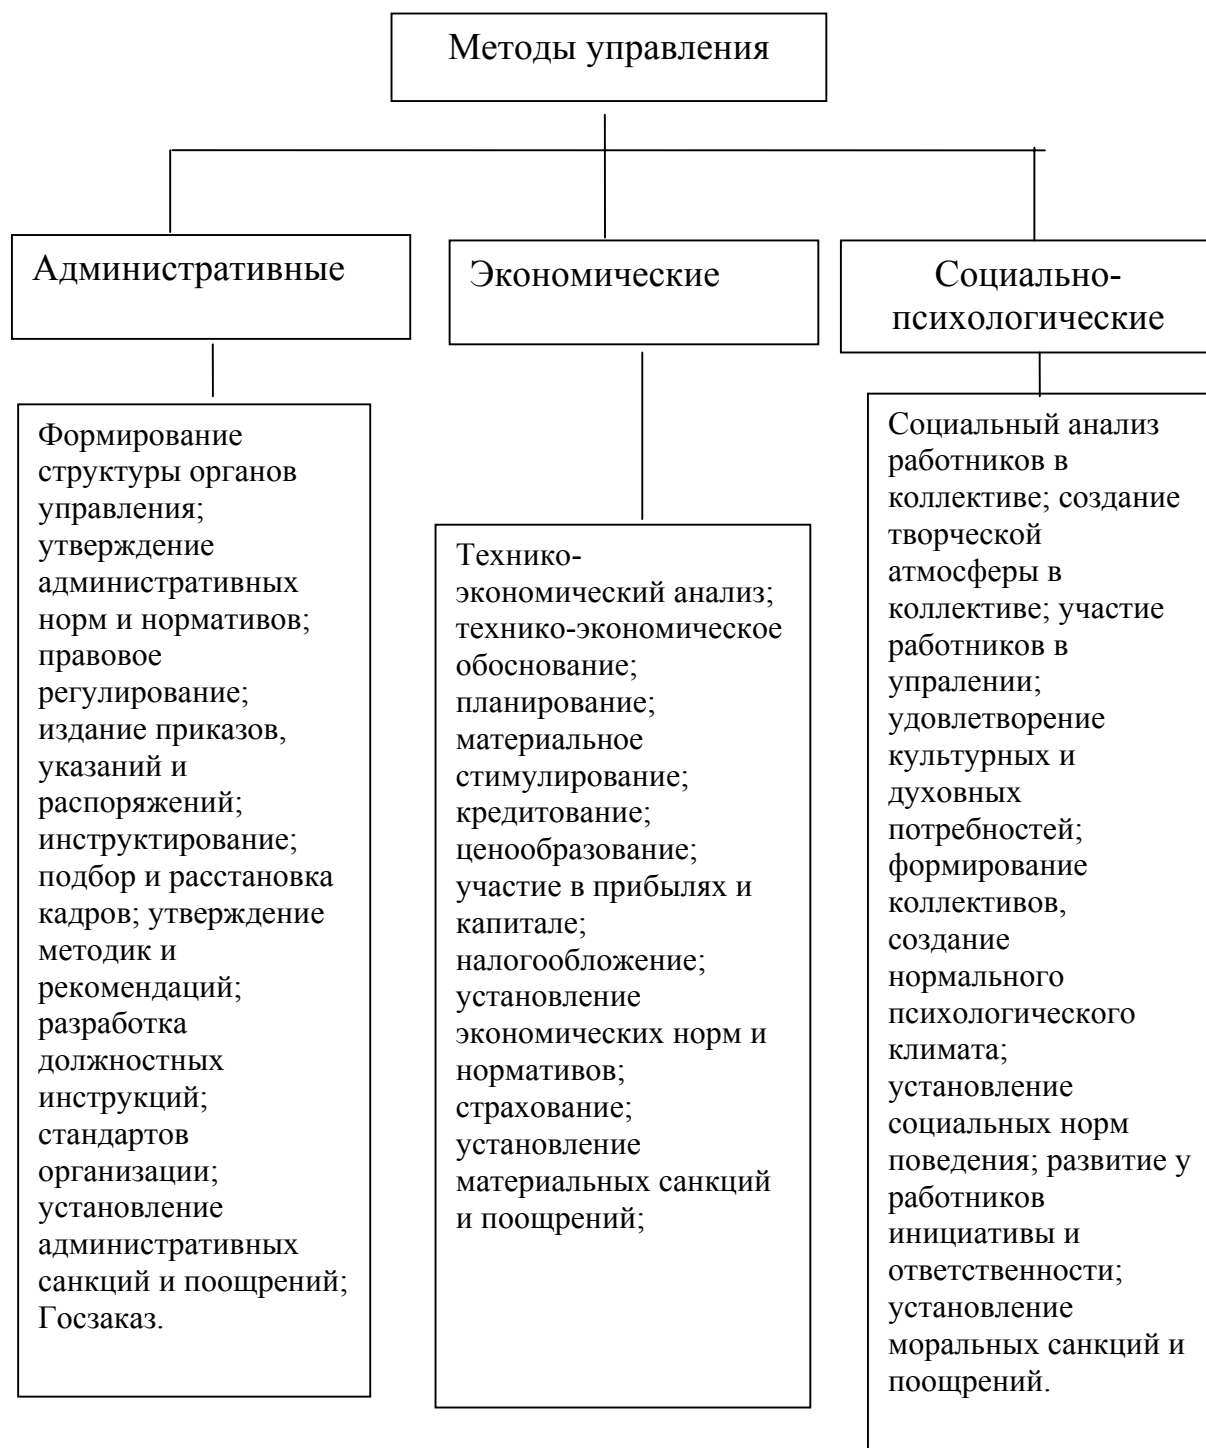 Методы управления
Административные
Экономические
Социально-
психологические
Формирование
структуры органов
управления;
утверждение
административных
норм и нормативов;
правовое
регулирование;
издание приказов,
указаний и
распоряжений;
инструктирование;
подбор и расстановка
кадров; утверждение
методик и
рекомендаций;
разработка
должностных
инструкций;
стандартов
организации;
установление
административных
санкций и поощрений;
Госзаказ.
Технико-
экономический анализ;
технико-экономическое
обоснование;
планирование;
материальное
стимулирование;
кредитование;
ценообразование;
участие в прибылях и
капитале;
налогообложение;
установление
экономических норм и
нормативов;
страхование;
установление
материальных санкций
и поощрений;
Социальный анализ
работников в
коллективе; создание
творческой
атмосферы в
коллективе; участие
работников в
упралении;
удовлетворение
культурных и
духовных
потребностей;
формирование
коллективов,
создание
нормального
психологического
климата;
установление
социальных норм
поведения; развитие у
работников
инициативы и
ответственности;
установление
моральных санкций и
поощрений.